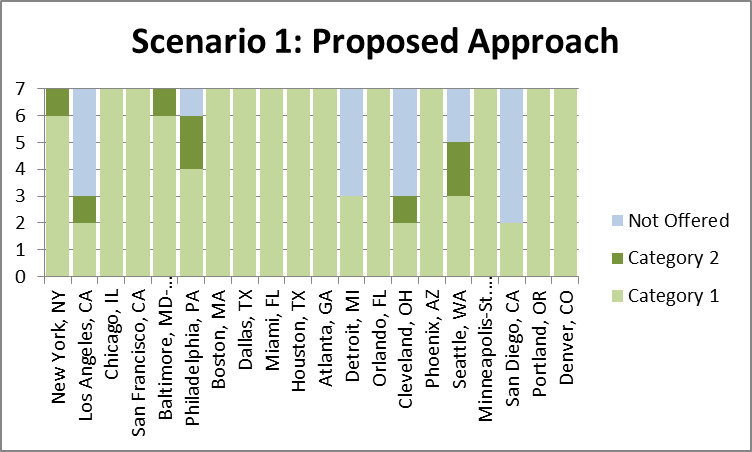 Scenario 1: Proposed Approach
7
6
5
4
3
2
1
0
New York, NY
Los Angeles, CA
Chicago, IL
San Francisco, CA
Baltimore, MD-…
Philadelphia, PA
Boston, MA
Dallas, TX
Miami, FL
Houston, TX
Atlanta, GA
Detroit, MI
Orlando, FL
Cleveland, OH
Phoenix, AZ
Seattle, WA
Minneapolis-St.…
San Diego, CA
Portland, OR
Denver, CO
Not Offered
Category 2
Category 1